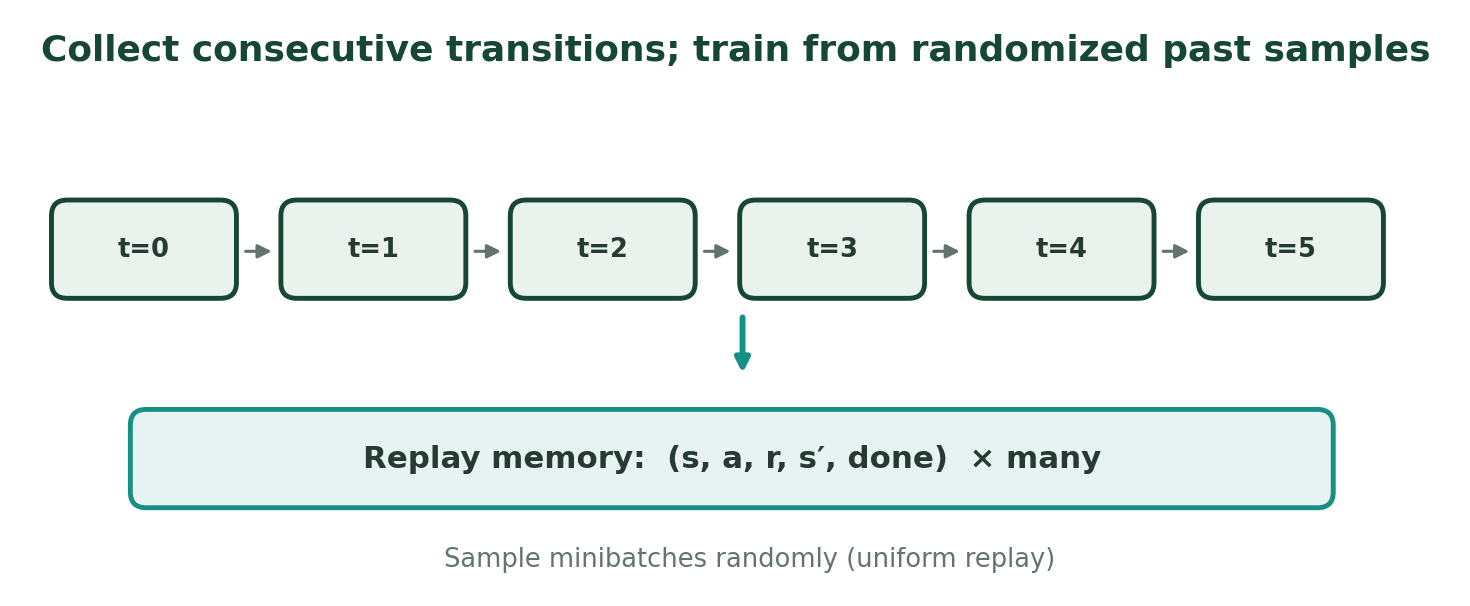 Collect consecutive transitions; train from randomized past samples
t=0 t=1 t=2 t=3 t=4 t=5
Replay memory:  (s, a, r, s′, done)  × many
Sample minibatches randomly (uniform replay)